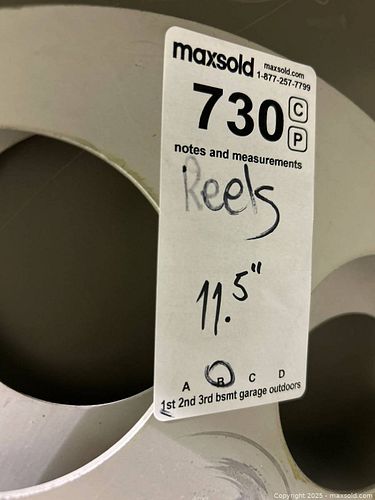 maxsold maxsold.com
1-877-257-7799
730 C
P
notes and measurements
Reels
11.5"
A B C D
1st 2nd 3rd bsmt garage outdoors
Copyright 2025 - maxsold.com